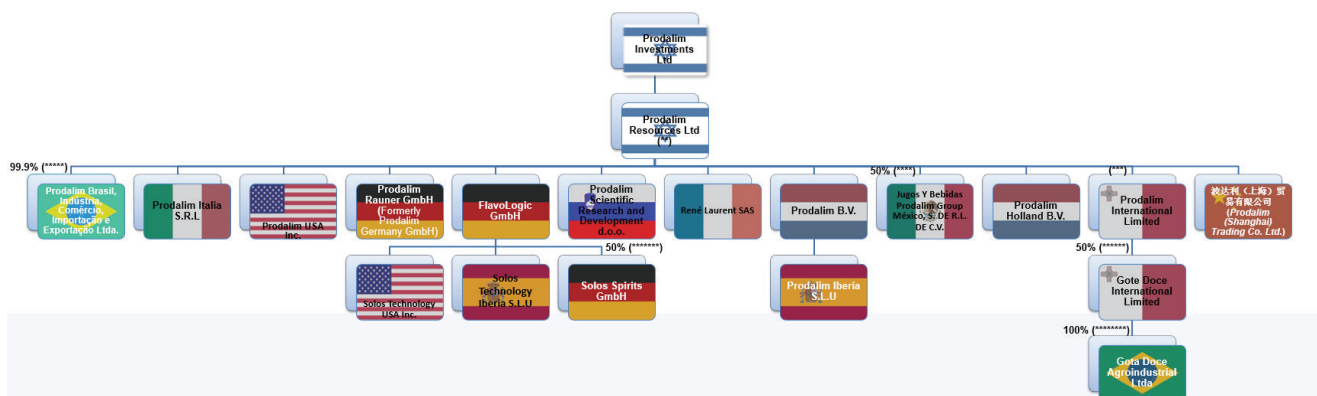 Prodalim
Investments
Ltd
Prodalim
Resources Ltd
(**)
99.9% (*****)
50% (****)
(***)
Prodalim Brasil,
Industria,
Comércio,
Importação e
Exportação Ltda.
Prodalim Italia
S.R.L
Prodalim USA
Inc.
Prodalim
Rauner GmbH
(Formerly
Prodalim
Germany GmbH)
FlavoLogic
GmbH
Prodalim
Scientific
Research and
Development
d.o.o.
René Laurent SAS
Prodalim B.V.
Jugos Y Bebidas
Prodalim Group
México, S. DE R.L.
DE C.V.
Prodalim
Holland B.V.
Prodalim
International
Limited
波达利（上海）贸
易有限公司
(Prodalim
(Shanghai)
Trading Co. Ltd.)
50% (*******)
50% (******)
Solos Technology
USA Inc.
Solos
Technology
Iberia S.L.U
Solos Spirits
GmbH
Prodalim Iberia
S.L.U
Gote Doce
International
Limited
100% (********)
Gota Doce
Agroindustrial
Ltda